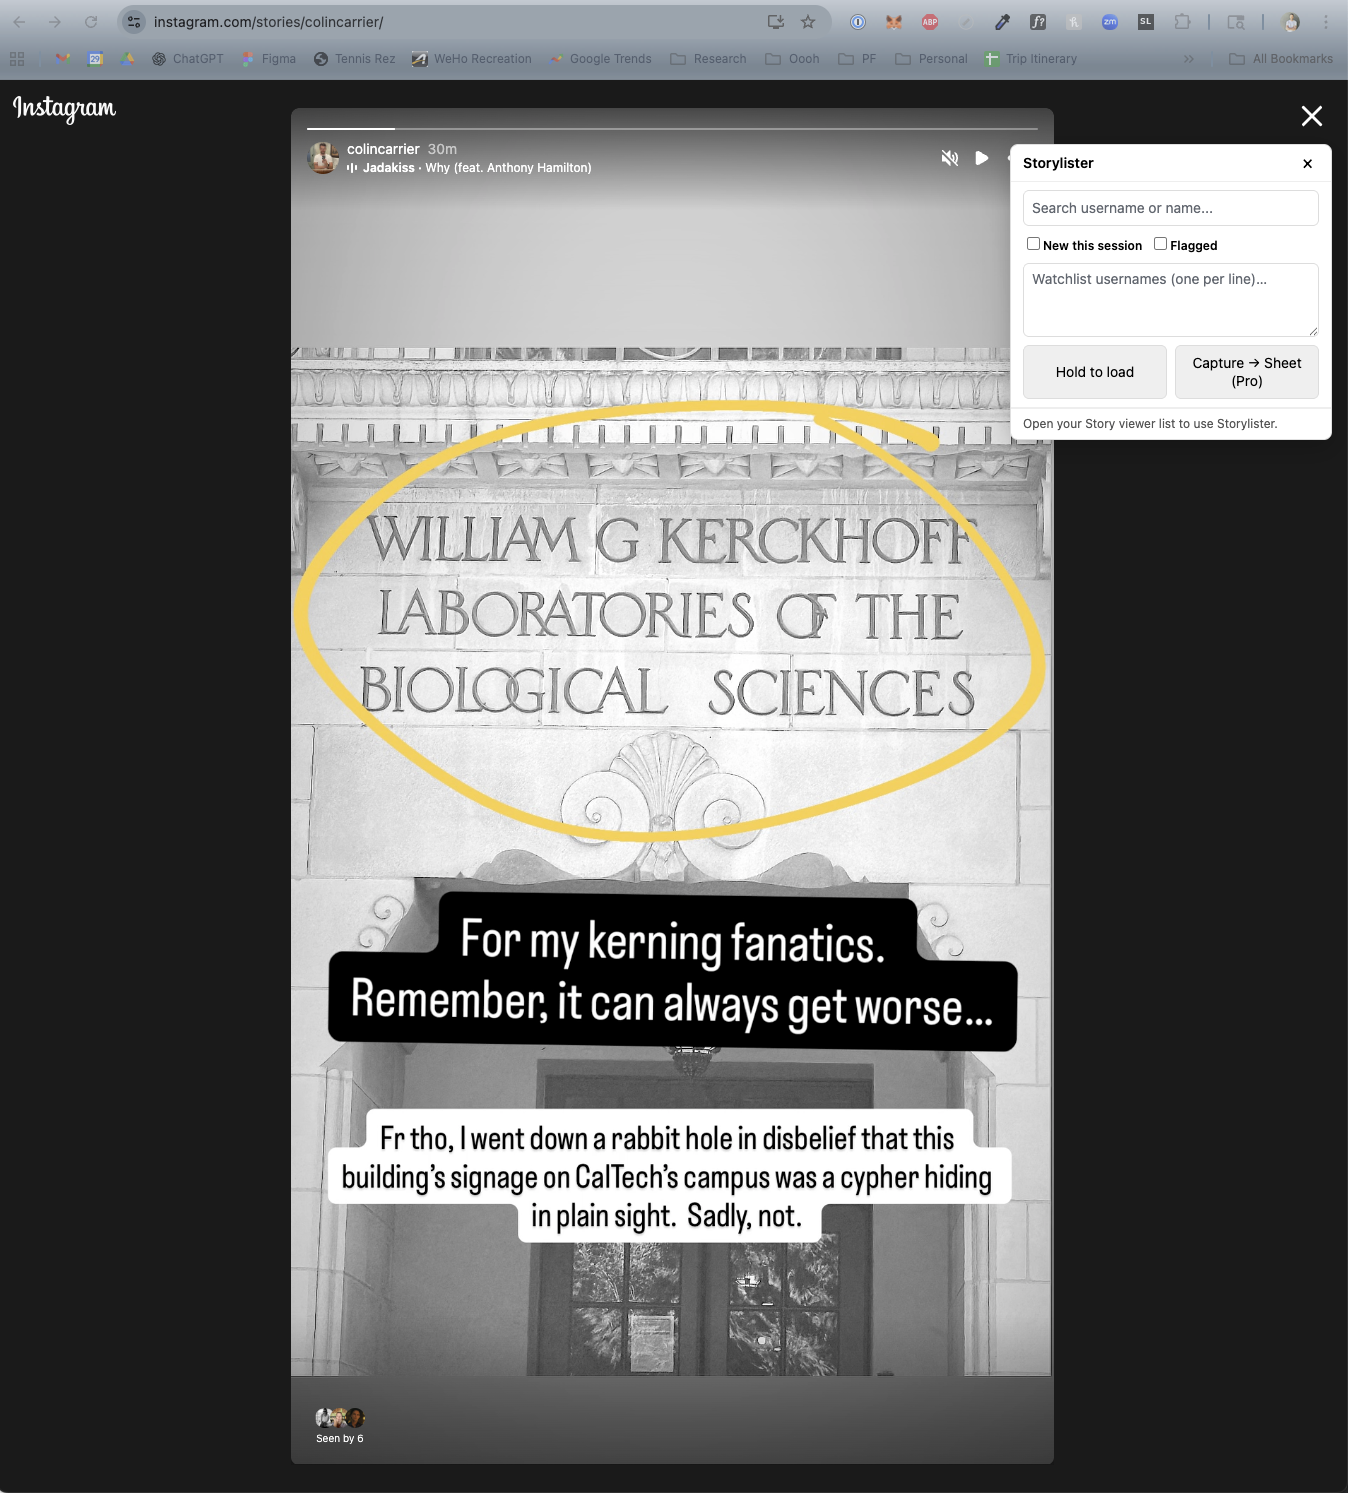 instagram.com/stories/colincarrier/
ABP
f?
zm
SL
29
ChatGPT
Figma
Tennis Rez
WeHo Recreation
Google Trends
Research
Oooh
PF
Personal
Trip Itinerary
»
All Bookmarks
Instagram
colincarrier 30m
Jadakiss · Why (feat. Anthony Hamilton)
Storylister
Search username or name...
New this session
Flagged
Watchlist usernames (one per line)...
Hold to load
Capture → Sheet
(Pro)
Open your Story viewer list to use Storylister.
WILLIAM G KERCKHOFF
LABORATORIES OF THE
BIOLOGICAL SCIENCES
For my kerning fanatics.
Remember, it can always get worse...
Fr tho, I went down a rabbit hole in disbelief that this
building's signage on CalTech's campus was a cypher hiding
in plain sight. Sadly, not.
Seen by 6